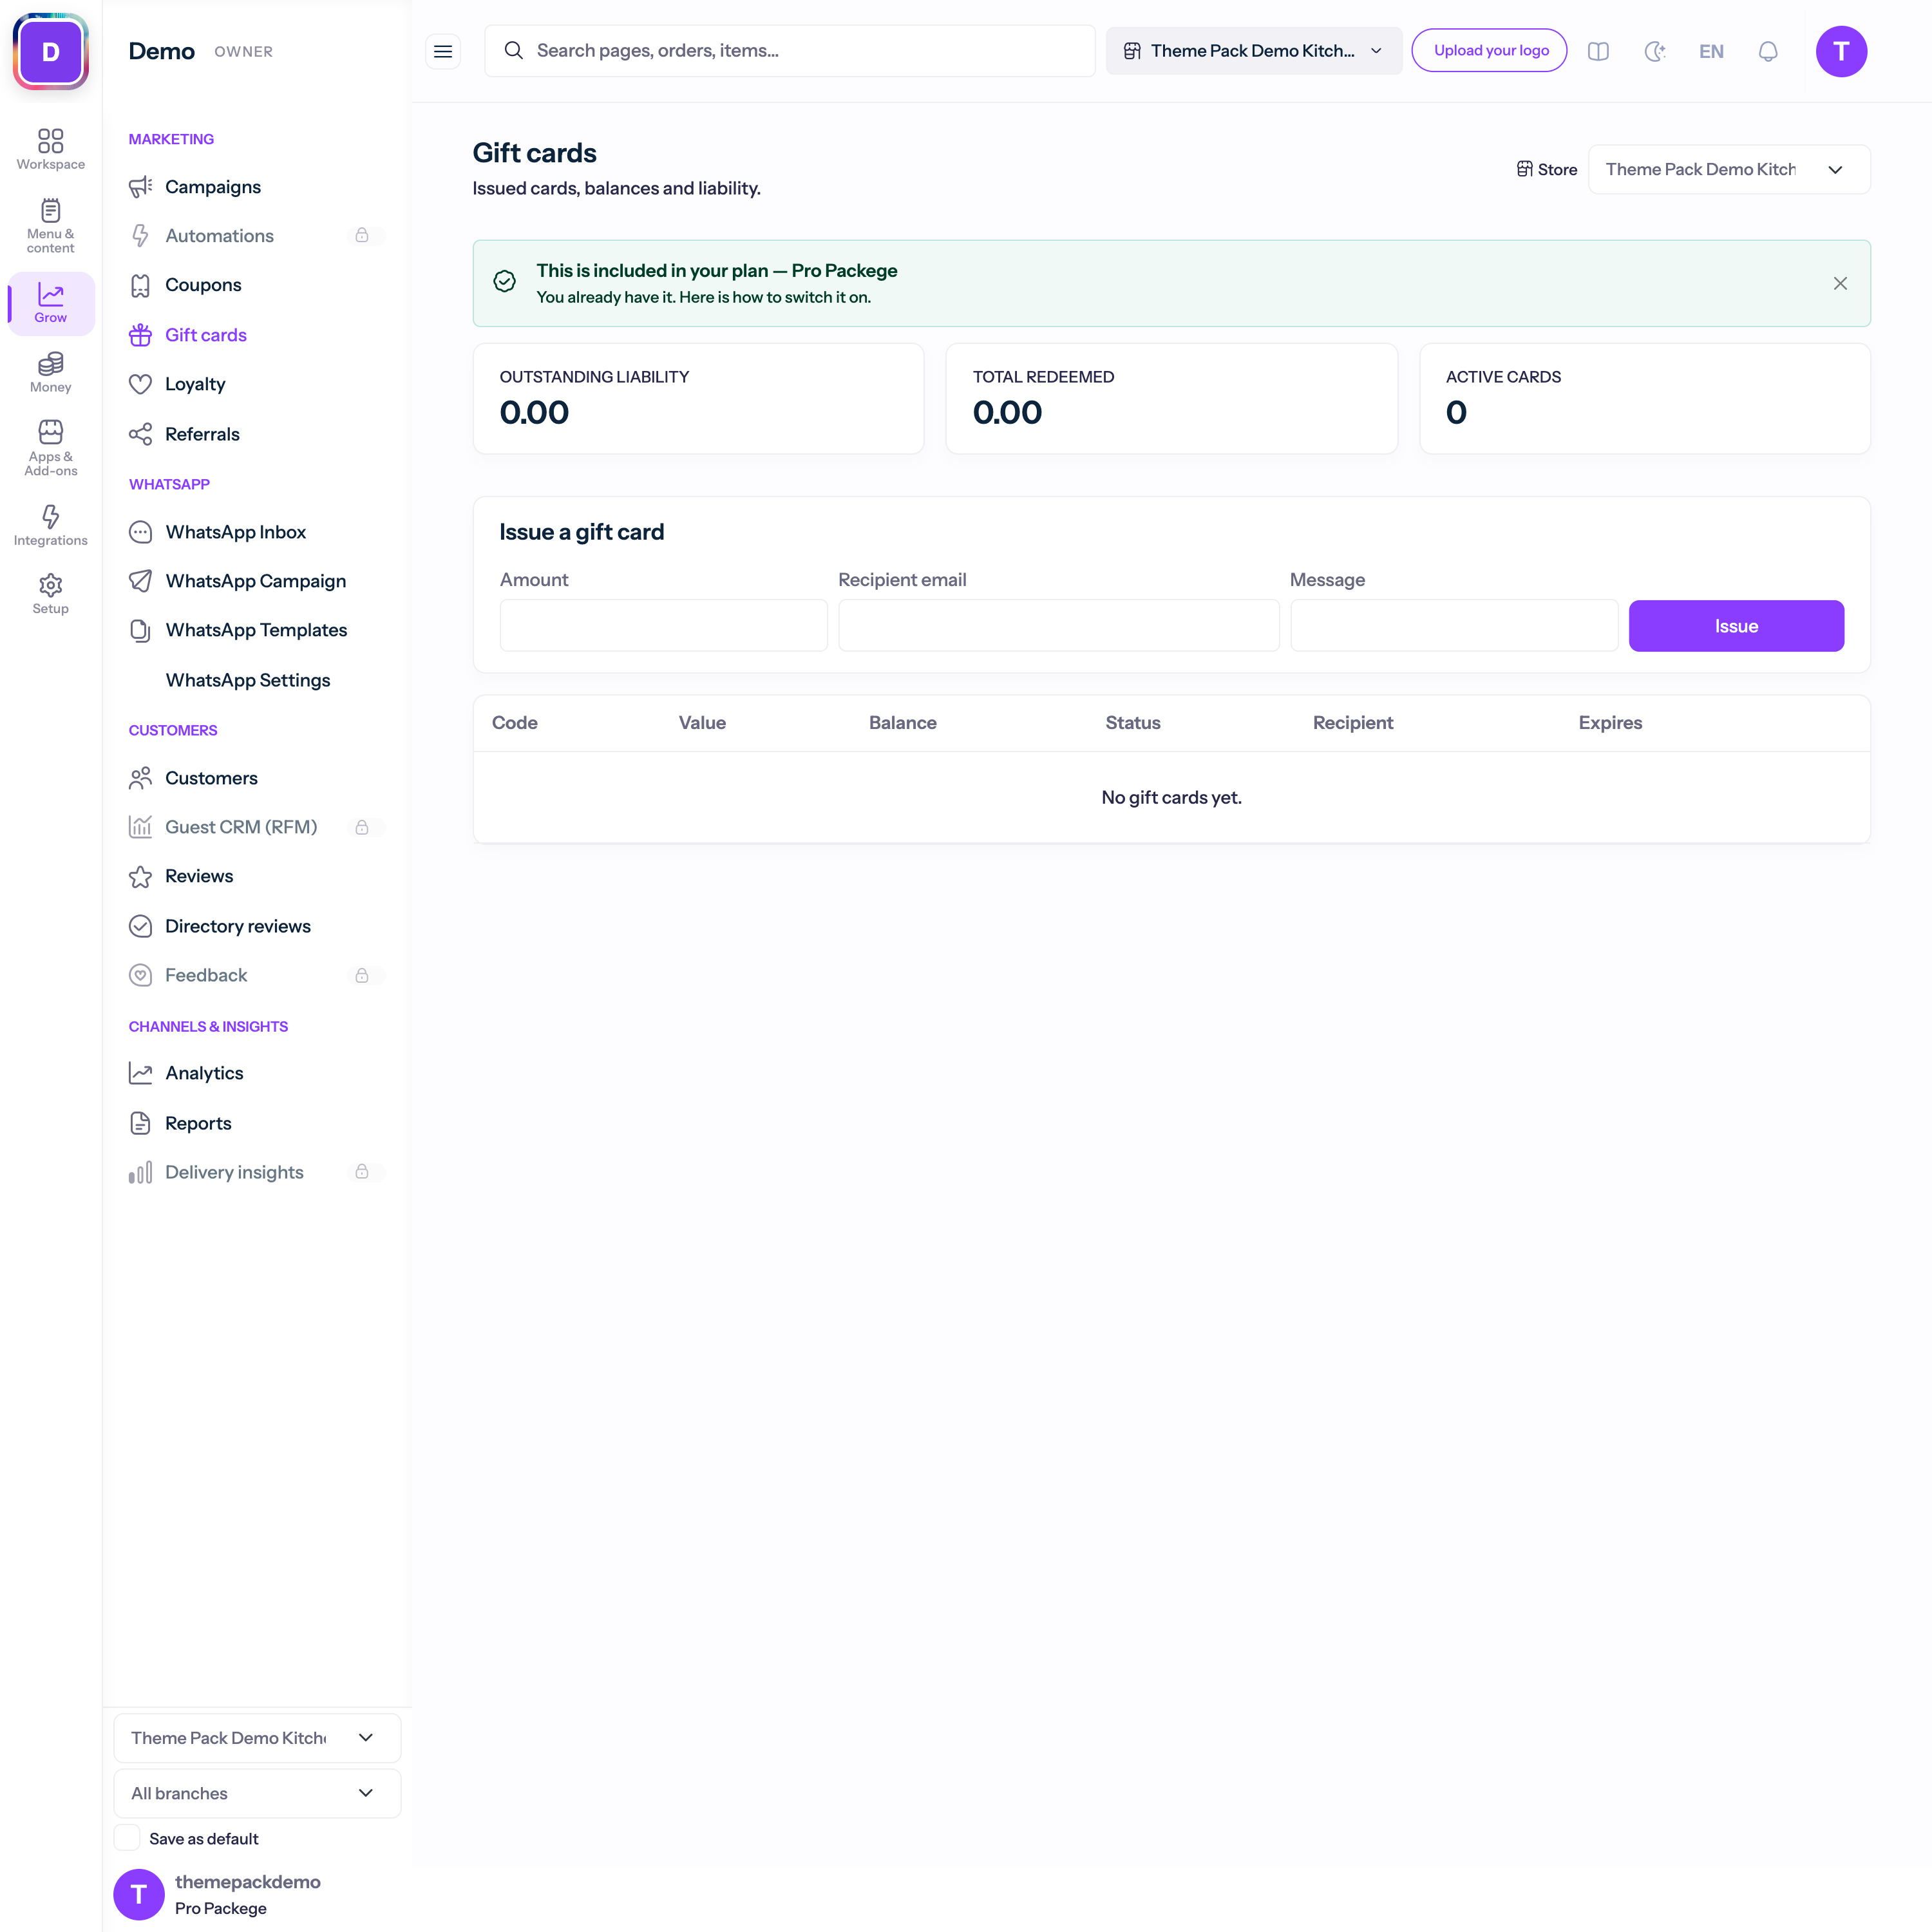 D
Workspace
Menu &
content
Grow
Money
Apps &
Add-ons
Integrations
Setup
Demo OWNER
MARKETING
Campaigns
Automations
Coupons
Gift cards
Loyalty
Referrals
WHATSAPP
WhatsApp Inbox
WhatsApp Campaign
WhatsApp Templates
WhatsApp Settings
CUSTOMERS
Customers
Guest CRM (RFM)
Reviews
Directory reviews
Feedback
CHANNELS & INSIGHTS
Analytics
Reports
Delivery insights
Theme Pack Demo Kitch
All branches
Save as default
T
themepackdemo
Pro Packege
Search pages, orders, items...
Theme Pack Demo Kitch...
Upload your logo
EN
T
Gift cards
Issued cards, balances and liability.
Store
Theme Pack Demo Kitch
This is included in your plan — Pro Packege
You already have it. Here is how to switch it on.
OUTSTANDING LIABILITY
0.00
TOTAL REDEEMED
0.00
ACTIVE CARDS
0
Issue a gift card
Amount Recipient email Message
Issue
Code Value Balance Status Recipient Expires
No gift cards yet.